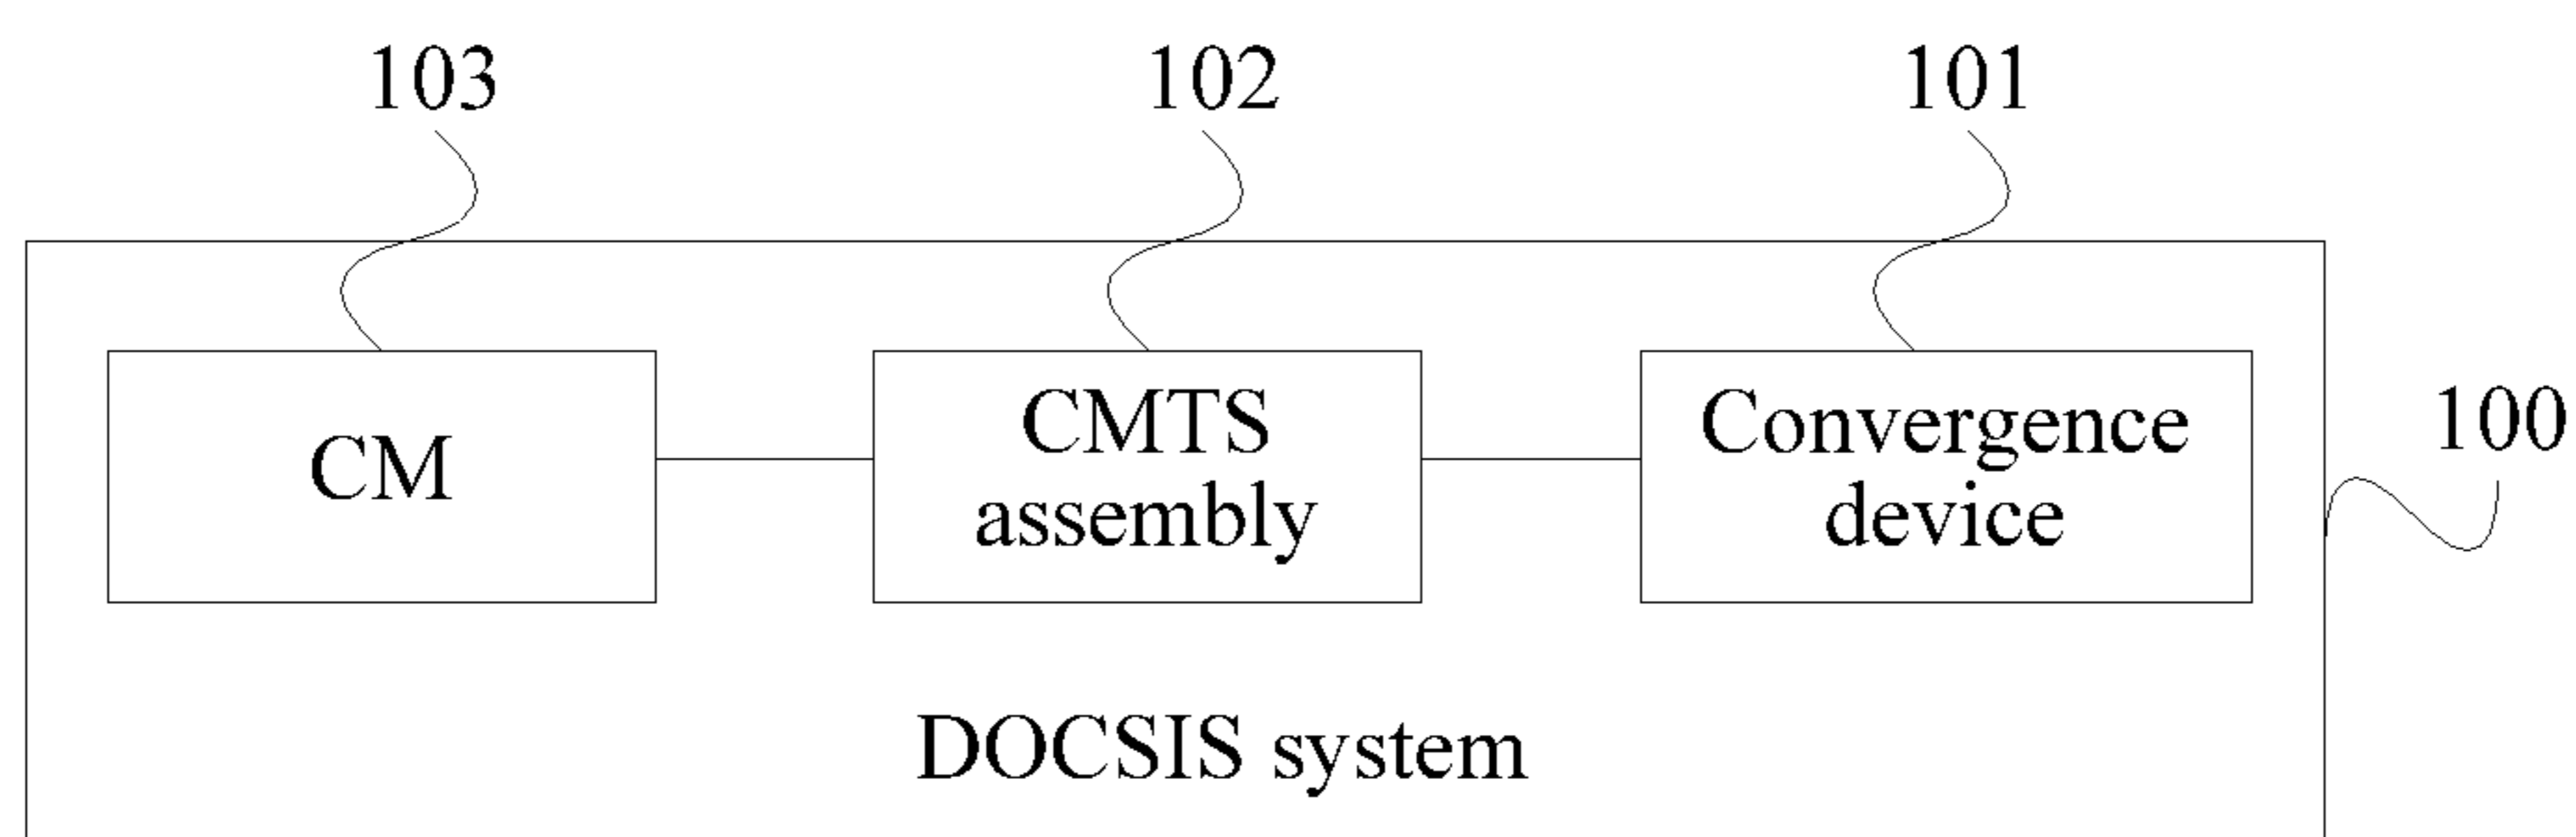 103
102
101
100
CM
CMTS
assembly
Convergence
device
DOCSIS system